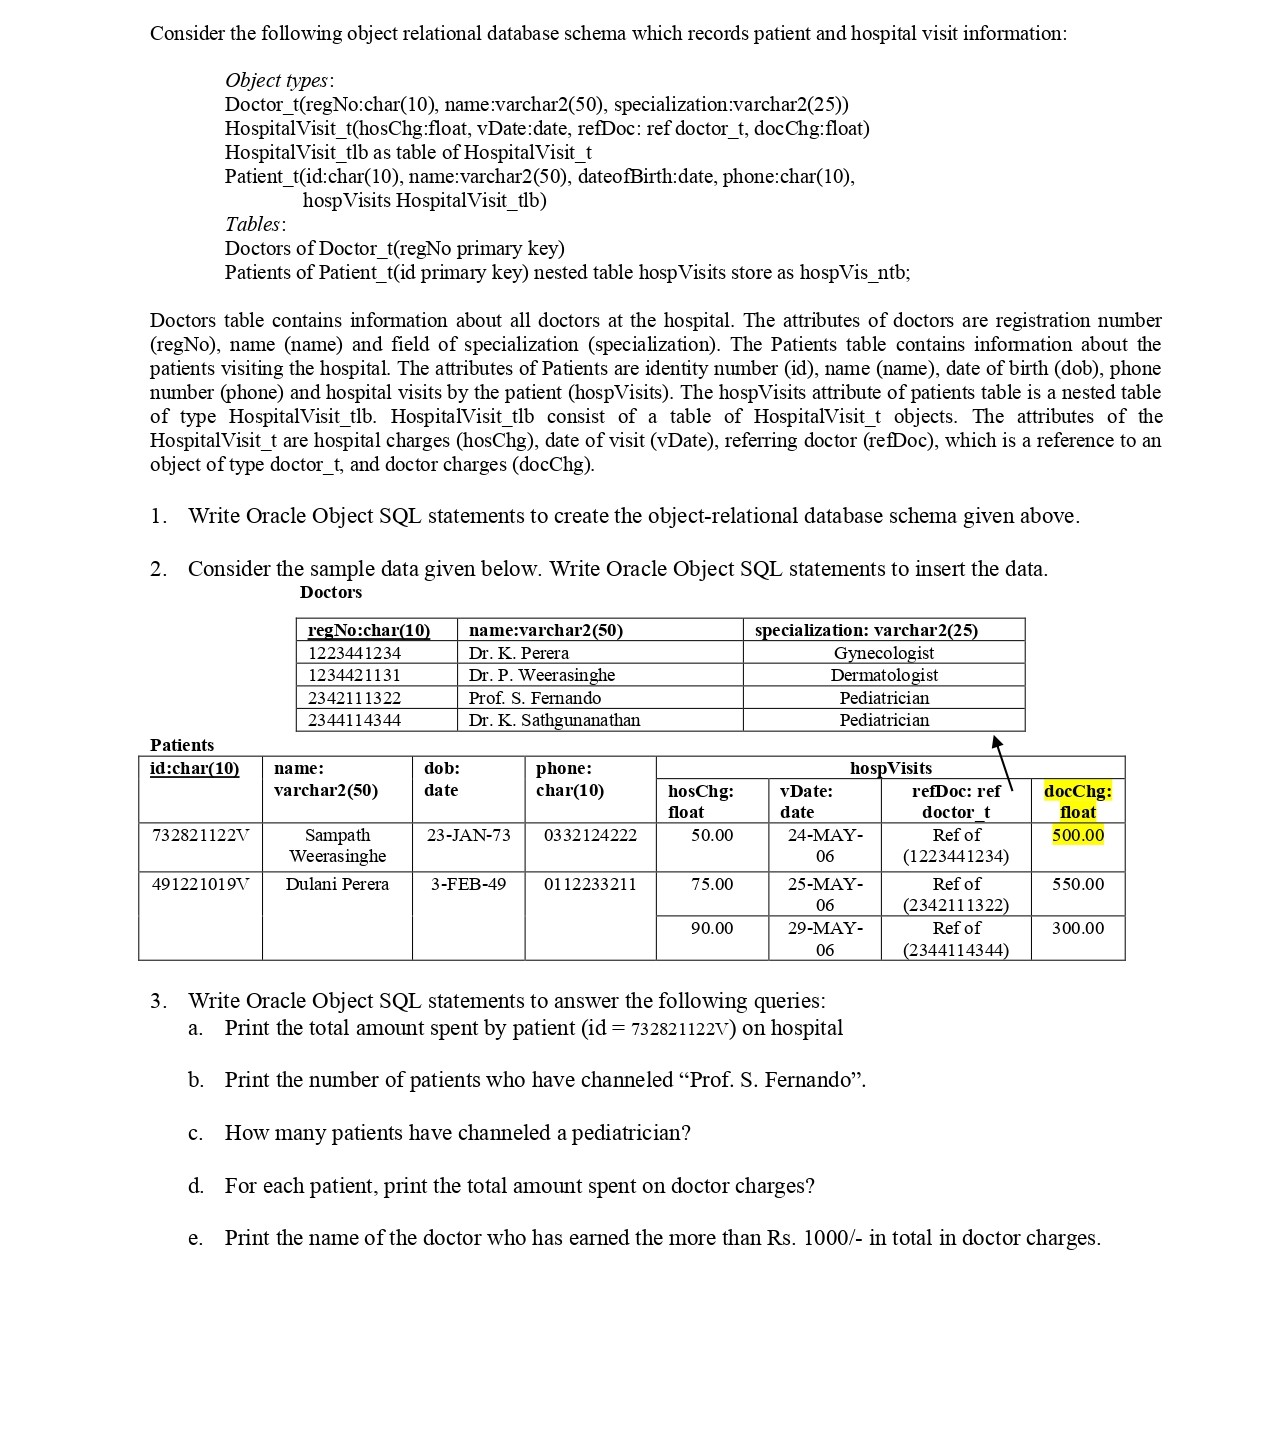 Consider the following object relational database schema which records patient and hospital visit information:
Object types:
Doctor_t(regNo:char(10), name:varchar2(50), specialization:varchar2(25))
HospitalVisit_t(hosChg:float, vDate:date, refDoc: ref doctor_t, docChg:float)
HospitalVisit_tlb as table of HospitalVisit_t
Patient_t(id:char(10), name:varchar2(50), dateofBirth:date, phone:char(10),
hospVisits HospitalVisit_tlb)
Tables:
Doctors of Doctor_t(regNo primary key)
Patients of Patient_t(id primary key) nested table hospVisits store as hospVis_ntb;
Doctors table contains information about all doctors at the hospital. The attributes of doctors are registration number
(regNo), name (name) and field of specialization (specialization). The Patients table contains information about the
patients visiting the hospital. The attributes of Patients are identity number (id), name (name), date of birth (dob), phone
number (phone) and hospital visits by the patient (hospVisits). The hospVisits attribute of patients table is a nested table
of type HospitalVisit_tlb. HospitalVisit_tlb consist of a table of HospitalVisit_t objects. The attributes of the
HospitalVisit_t are hospital charges (hosChg), date of visit (vDate), referring doctor (refDoc), which is a reference to an
object of type doctor_t, and doctor charges (docChg).
1. Write Oracle Object SQL statements to create the object-relational database schema given above.
2. Consider the sample data given below. Write Oracle Object SQL statements to insert the data.
Doctors
regNo:char(10) name:varchar2(50) specialization: varchar2(25)
1223441234 Dr. K. Perera Gynecologist
1234421131 Dr. P. Weerasinghe Dermatologist
2342111322 Prof. S. Fernando Pediatrician
2344114344 Dr. K. Sathgunanathan Pediatrician
Patients
id:char(10) name: dob: phone: hospVisits
varchar2(50) date char(10) hosChg: vDate: refDoc: ref docChg:
float date doctor_t float
732821122V Sampath 23-JAN-73 0332124222 50.00 24-MAY- Ref of 500.00
Weerasinghe 06 (1223441234)
491221019V Dulani Perera 3-FEB-49 0112233211 75.00 25-MAY- Ref of 550.00
06 (2342111322)
90.00 29-MAY- Ref of 300.00
06 (2344114344)
3. Write Oracle Object SQL statements to answer the following queries:
a. Print the total amount spent by patient (id = 732821122V) on hospital
b. Print the number of patients who have channeled “Prof. S. Fernando”.
c. How many patients have channeled a pediatrician?
d. For each patient, print the total amount spent on doctor charges?
e. Print the name of the doctor who has earned the more than Rs. 1000/- in total in doctor charges.